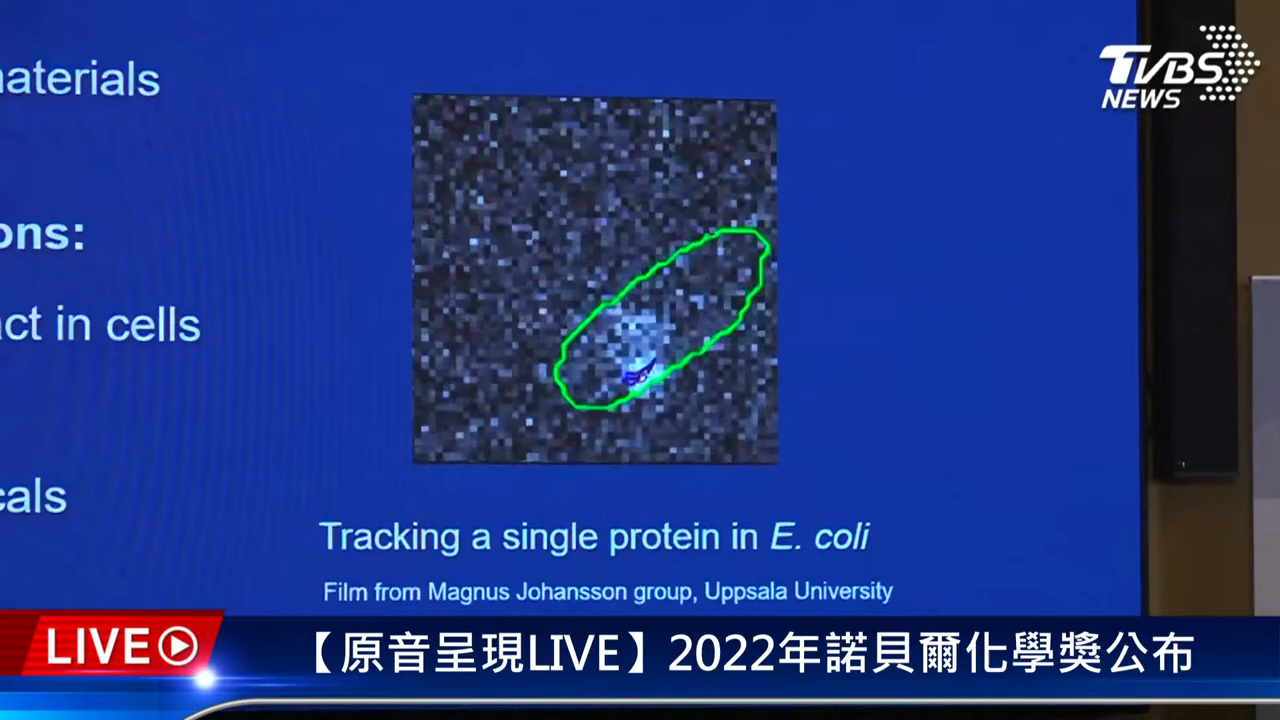 TVBS
NEWS
aterials
ons:
ct in cells
cals
Tracking a single protein in E. coli
Film from Magnus Johansson group, Uppsala University
LIVE
【原音呈現LIVE】2022年諾貝爾化學獎公布